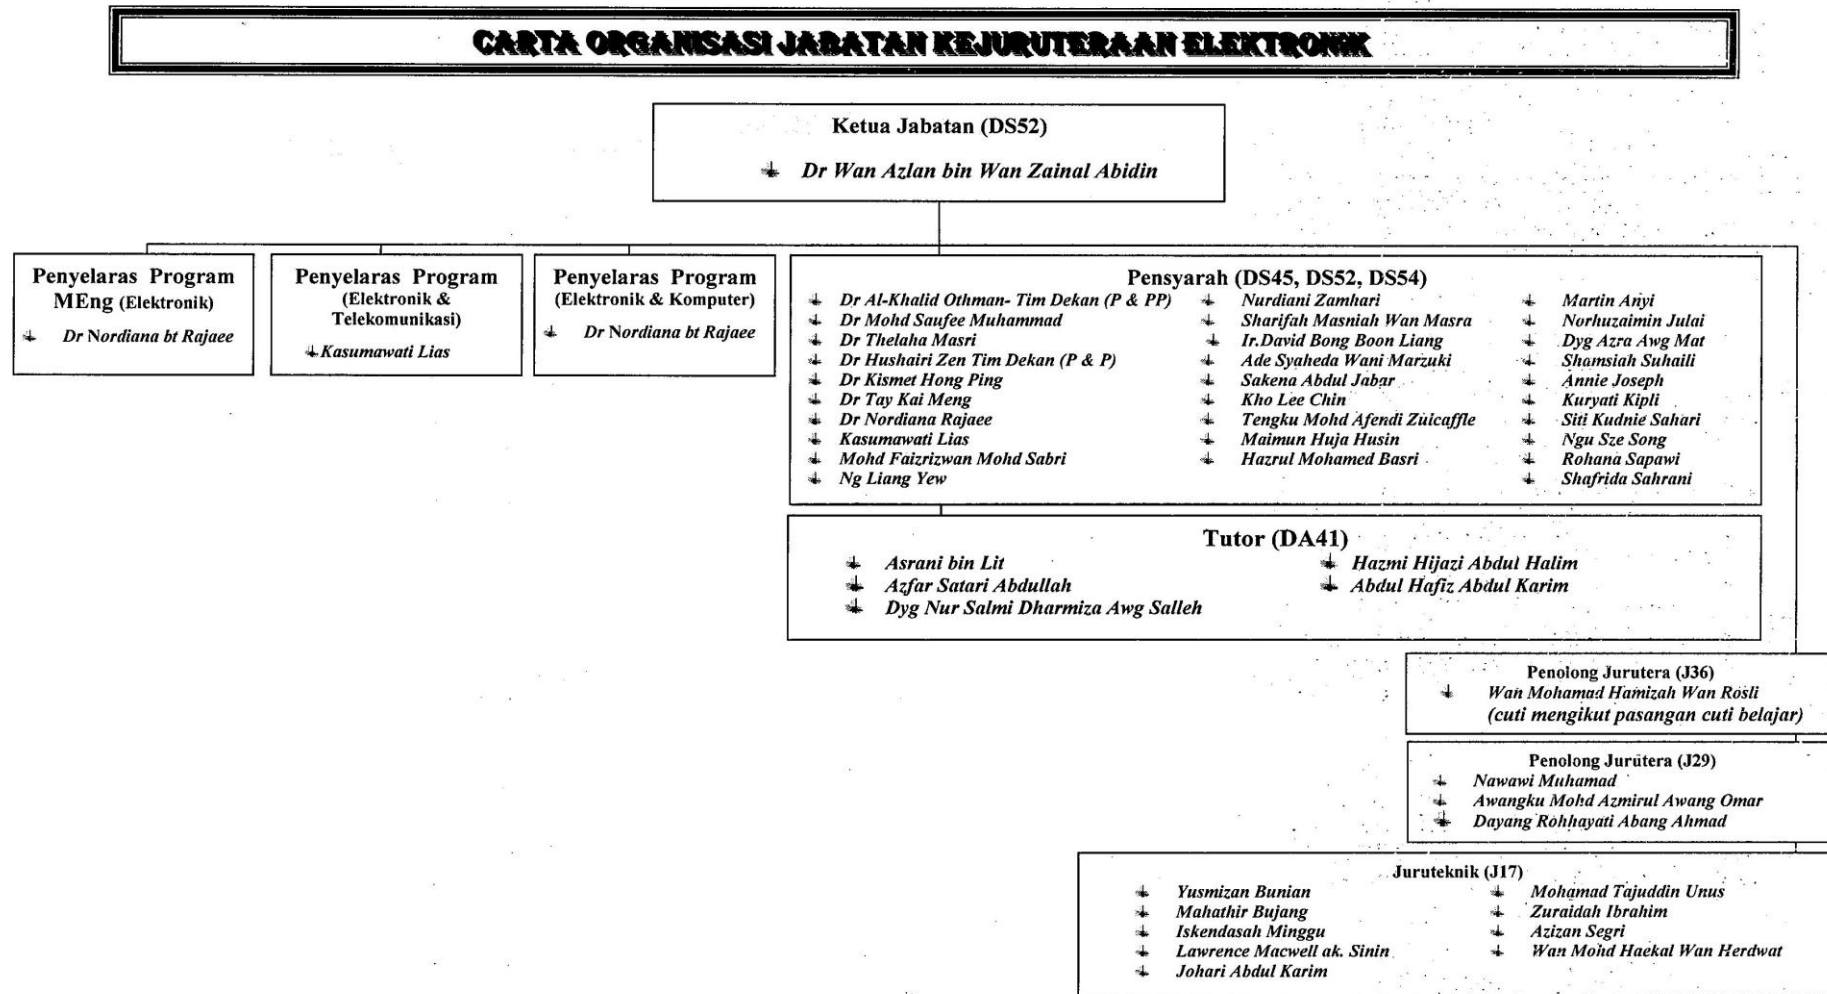 CARTA ORGANISASI JABATAN KEJURUTERAAN ELEKTRONIK
Ketua Jabatan (DS52)
Dr Wan Azlan bin Wan Zainal Abidin
Penyelaras Program
MEng (Elektronik)
Dr Nordiana bt Rajaee
Penyelaras Program
(Elektronik &
Telekomunikasi)
Kasumawati Lias
Penyelaras Program
(Elektronik & Komputer)
Dr Nordiana bt Rajaee
Pensyarah (DS45, DS52, DS54)
Dr Al-Khalid Othman- Tim Dekan (P & PP)
Dr Mohd Saufee Muhammad
Dr Thelaha Masri
Dr Hushairi Zen Tim Dekan (P & P)
Dr Kismet Hong Ping
Dr Tay Kai Meng
Dr Nordiana Rajaee
Kasumawati Lias
Mohd Faizrizwan Mohd Sabri
Ng Liang Yew
Nurdiani Zamhari
Sharifah Masniah Wan Masra
Ir.David Bong Boon Liang
Ade Syaheda Wani Marzuki
Sakena Abdul Jabar
Kho Lee Chin
Tengku Mohd Afendi Zuicaffle
Maimun Huja Husin
Hazrul Mohamed Basri
Martin Anyi
Norhuzaimin Julai
Dyg Azra Awg Mat
Shamsiah Suhaili
Annie Joseph
Kuryati Kipli
Siti Kudnie Sahari
Ngu Sze Song
Rohana Sapawi
Shafrida Sahrani
Tutor (DA41)
Asrani bin Lit
Azfar Satari Abdullah
Dyg Nur Salmi Dharmiza Awg Salleh
Hazmi Hijazi Abdul Halim
Abdul Hafiz Abdul Karim
Penolong Jurutera (J36)
Wan Mohamad Hamizah Wan Rosli
(cuti mengikut pasangan cuti belajar)
Penolong Jurutera (J29)
Nawawi Muhamad
Awangku Mohd Azmirul Awang Omar
Dayang Rohhayati Abang Ahmad
Juruteknik (J17)
Yusmizan Bunian
Mahathir Bujang
Iskendasah Minggu
Lawrence Macwell ak. Sinin
Johari Abdul Karim
Mohamad Tajuddin Unus
Zuraidah Ibrahim
Azizan Segri
Wan Mohd Haekal Wan Herdwat